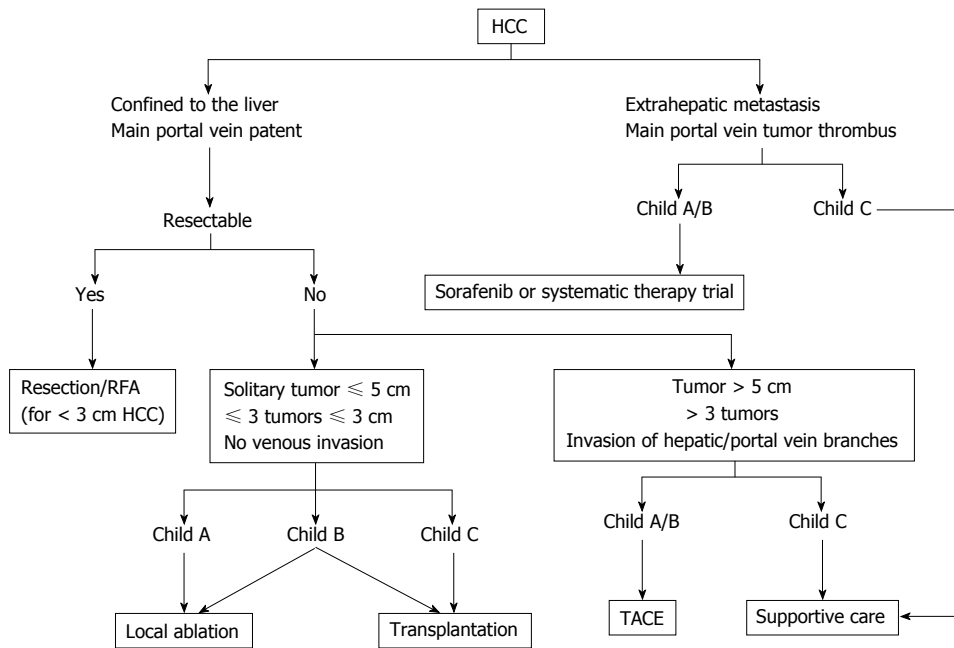 HCC
Confined to the liver
Main portal vein patent
Extrahepatic metastasis
Main portal vein tumor thrombus
Resectable
Child A/B
Child C
Yes
No
Sorafenib or systematic therapy trial
Resection/RFA
(for < 3 cm HCC)
Solitary tumor ≤ 5 cm
≤ 3 tumors ≤ 3 cm
No venous invasion
Tumor > 5 cm
> 3 tumors
Invasion of hepatic/portal vein branches
Child A
Child B
Child C
Child A/B
Child C
Local ablation
Transplantation
TACE
Supportive care